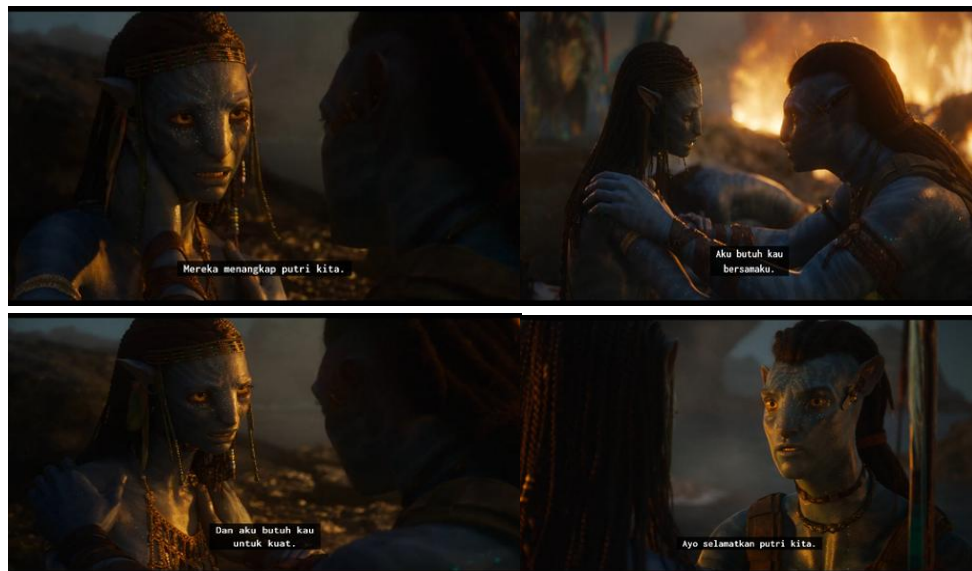 Mereka menangkap putri kita.
Aku butuh kau
bersamaku.
Dan aku butuh kau
untuk kuat.
Ayo selamatkan putri kita.